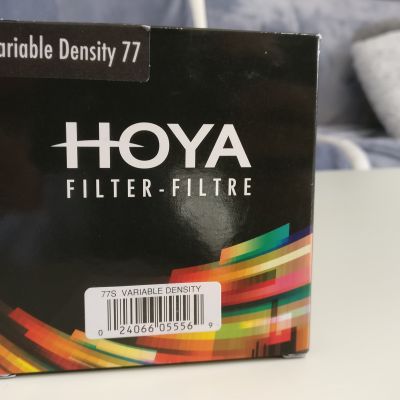 ariable Density 77
HOYA
FILTER-FILTRE
77S VARIABLE DENSITY
0 24066 05556 9